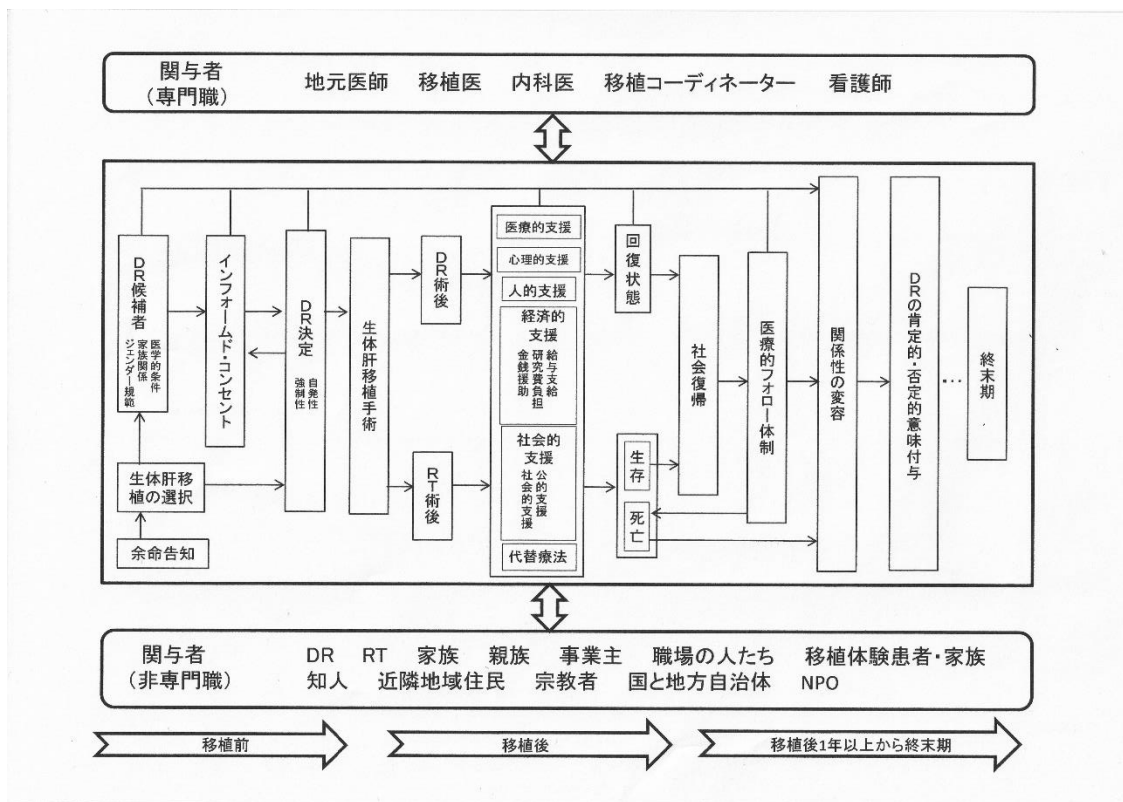 関与者
(専門職)
地元医師 移植医 内科医 移植コーディネーター 看護師
DR候補者
医学的条件
家族関係
ジェンダー規範
生体肝移
植の選択
余命告知
インフォームド・コンセント
DR決定
自発性
強制性
生体肝移植手術
DR術後
RT術後
医療的支援
心理的支援
人的支援
経済的
支援
給与支給
研究費負担
金銭援助
社会的
支援
公的支援
社会的支援
代替療法
回復状態
生存
死亡
社会復帰
医療的フォロー体制
関係性の変容
DRの肯定的・否定的意味付与
…
終末期
関与者
(非専門職)
DR RT 家族 親族 事業主 職場の人たち 移植体験患者・家族
知人 近隣地域住民 宗教者 国と地方自治体 NPO
移植前
移植後
移植後1年以上から終末期